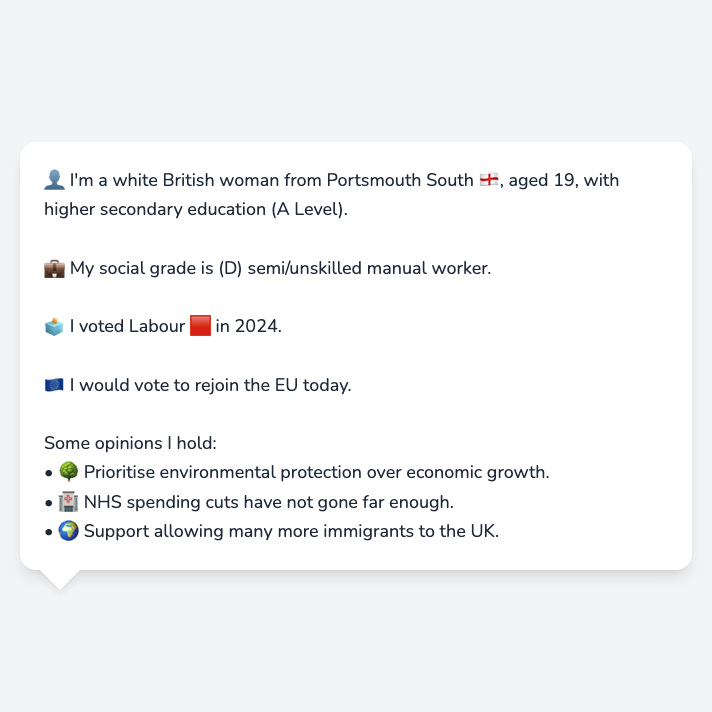 👤 I'm a white British woman from Portsmouth South 🏴󠁧󠁢󠁥󠁮󠁧󠁿, aged 19, with
higher secondary education (A Level).
💼 My social grade is (D) semi/unskilled manual worker.
🗳️ I voted Labour 🟥 in 2024.
🇪🇺 I would vote to rejoin the EU today.
Some opinions I hold:
• 🌳 Prioritise environmental protection over economic growth.
• 🏥 NHS spending cuts have not gone far enough.
• 🌍 Support allowing many more immigrants to the UK.